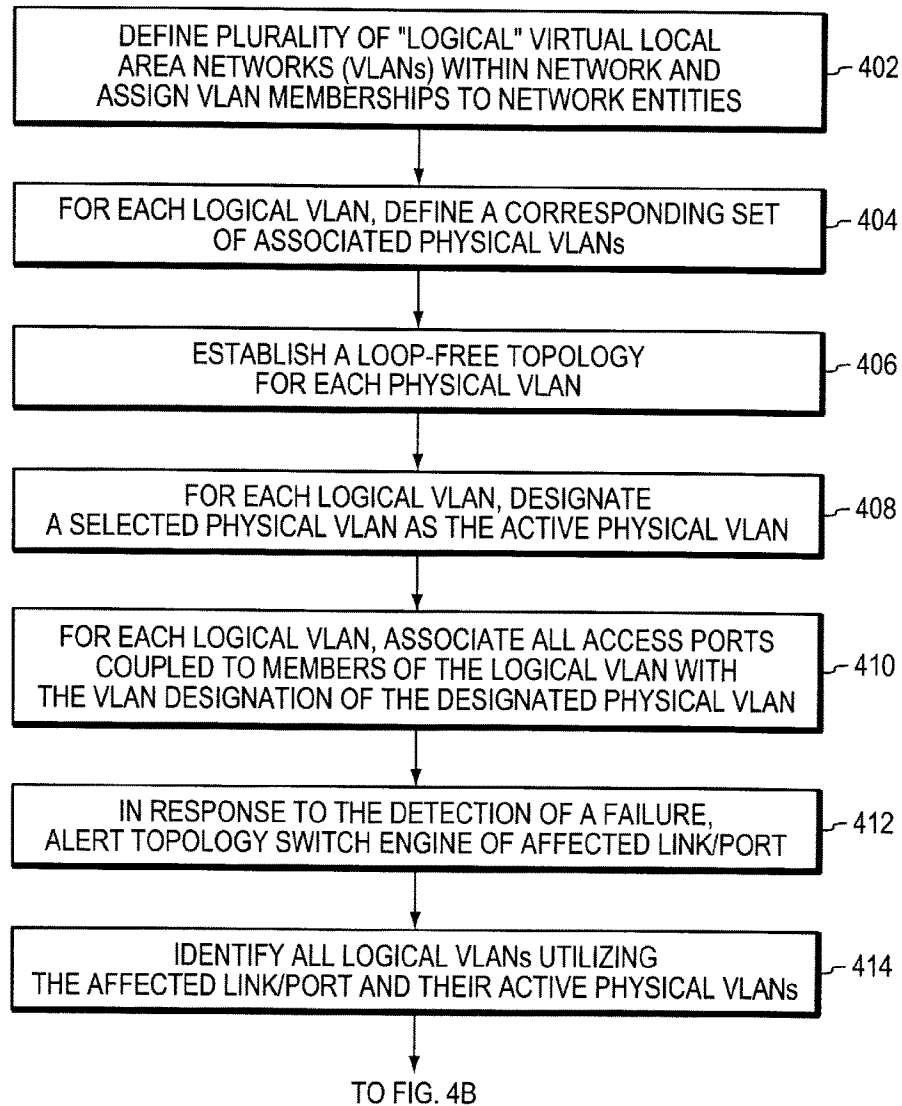 DEFINE PLURALITY OF "LOGICAL" VIRTUAL LOCAL
AREA NETWORKS (VLANs) WITHIN NETWORK AND
ASSIGN VLAN MEMBERSHIPS TO NETWORK ENTITIES
402
FOR EACH LOGICAL VLAN, DEFINE A CORRESPONDING SET
OF ASSOCIATED PHYSICAL VLANs
404
ESTABLISH A LOOP-FREE TOPOLOGY
FOR EACH PHYSICAL VLAN
406
FOR EACH LOGICAL VLAN, DESIGNATE
A SELECTED PHYSICAL VLAN AS THE ACTIVE PHYSICAL VLAN
408
FOR EACH LOGICAL VLAN, ASSOCIATE ALL ACCESS PORTS
COUPLED TO MEMBERS OF THE LOGICAL VLAN WITH
THE VLAN DESIGNATION OF THE DESIGNATED PHYSICAL VLAN
410
IN RESPONSE TO THE DETECTION OF A FAILURE,
ALERT TOPOLOGY SWITCH ENGINE OF AFFECTED LINK/PORT
412
IDENTIFY ALL LOGICAL VLANs UTILIZING
THE AFFECTED LINK/PORT AND THEIR ACTIVE PHYSICAL VLANs
414
TO FIG. 4B